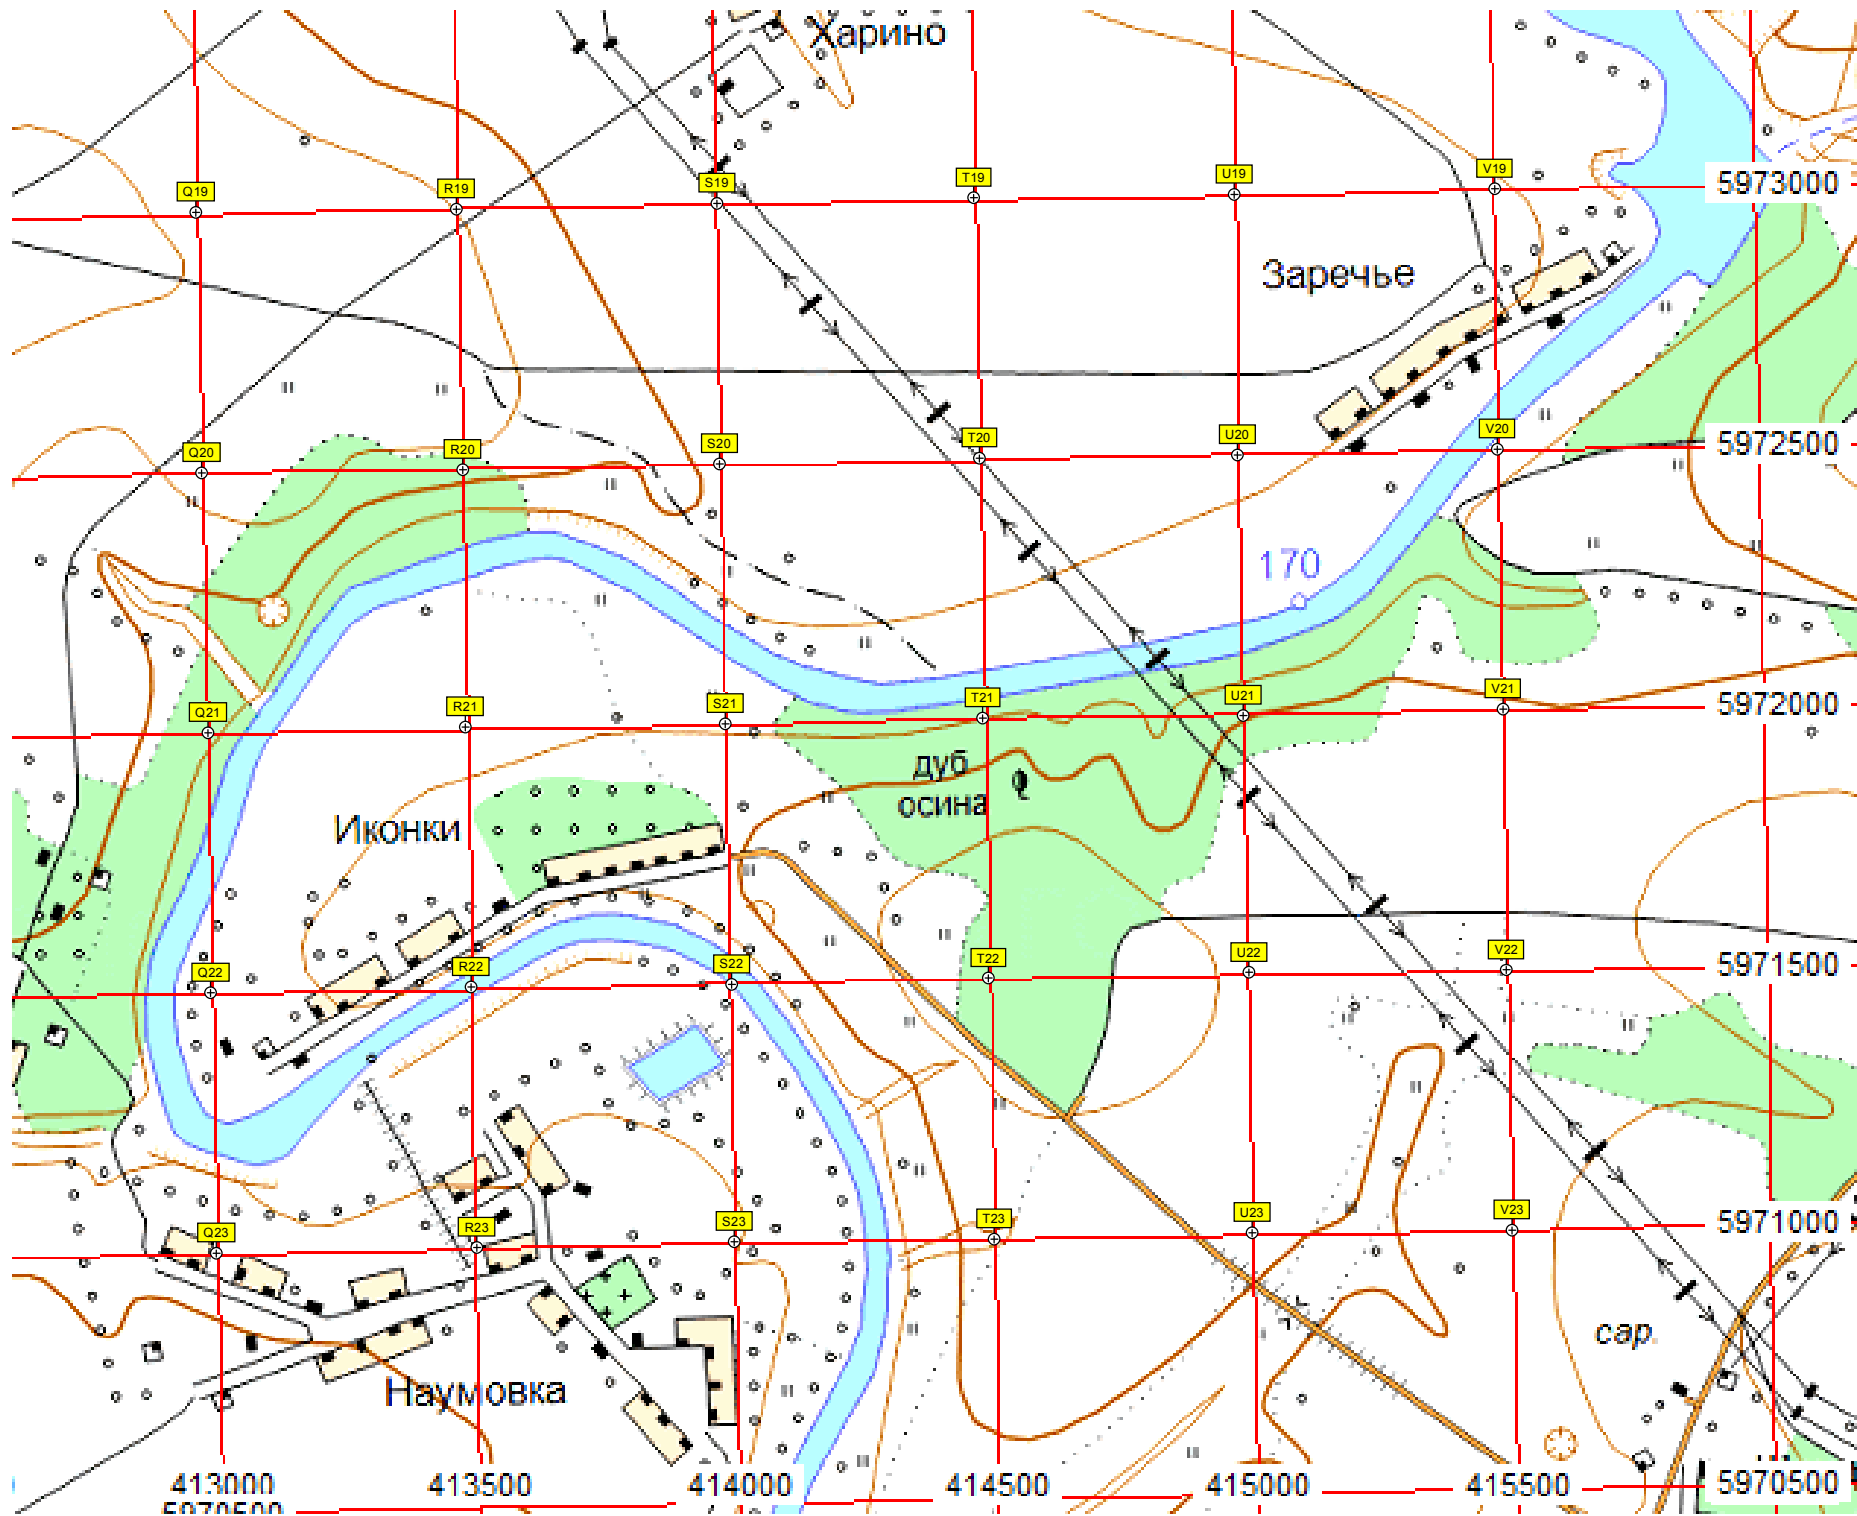 Харино
Q19 R19 S19 T19 U19 V19
5973000
Заречье
Q20 R20 S20 T20 U20 V20
5972500
170
Q21 R21 S21 T21 U21 V21
5972000
дуб
осина
Иконки
Q22 R22 S22 T22 U22 V22
5971500
Q23 R23 S23 T23 U23 V23
5971000
сар.
Наумовка
413000 413500 414000 414500 415000 415500 5970500
5970500